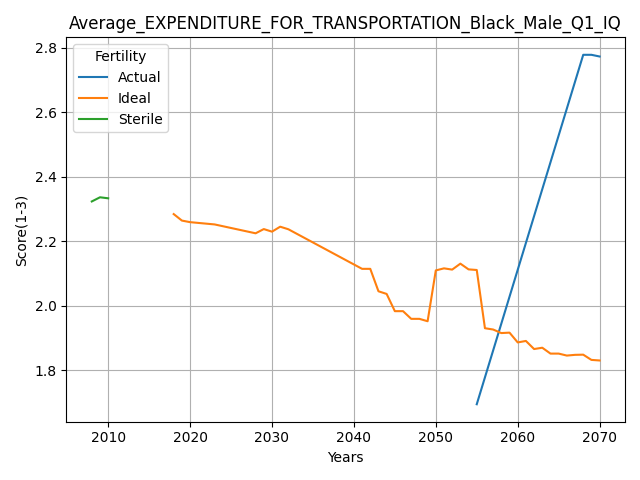 Average_EXPENDITURE_FOR_TRANSPORTATION_Black_Male_Q1_IQ
Fertility
Actual
Ideal
Sterile
Score(1-3)
2.8
2.6
2.4
2.2
2.0
1.8
2010 2020 2030 2040 2050 2060 2070
Years